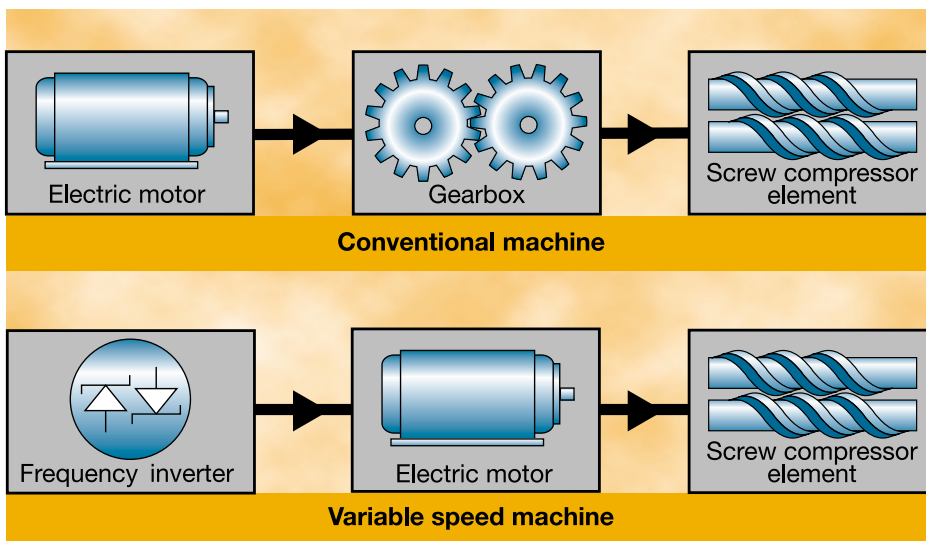 Electric motor
Gearbox
Screw compressor
element
Conventional machine
Frequency inverter
Electric motor
Screw compressor
element
Variable speed machine